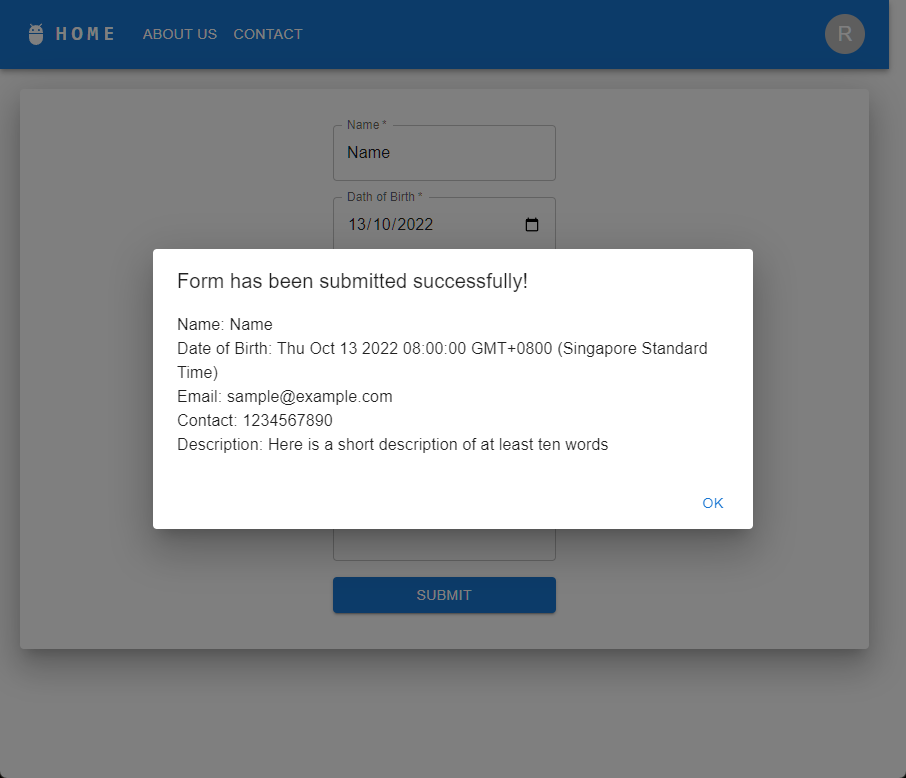 HOME ABOUT US CONTACT R
Name *
Name
Dath of Birth *
13/10/2022
Form has been submitted successfully!
Name: Name
Date of Birth: Thu Oct 13 2022 08:00:00 GMT+0800 (Singapore Standard
Time)
Email: sample@example.com
Contact: 1234567890
Description: Here is a short description of at least ten words
OK
SUBMIT